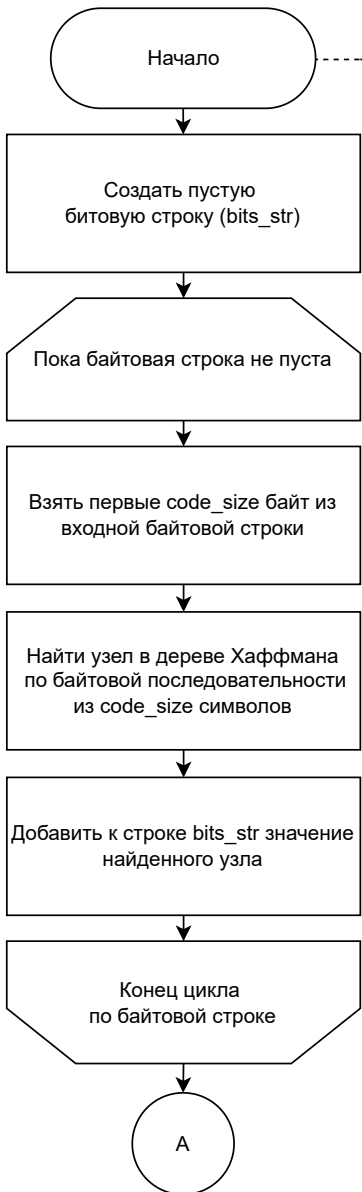 Начало
Создать пустую
битовую строку (bits_str)
Пока байтовая строка не пуста
Взять первые code_size байт из
входной байтовой строки
Найти узел в дереве Хаффмана
по байтовой последовательности
из code_size символов
Добавить к строке bits_str значение
найденного узла
Конец цикла
по байтовой строке
А